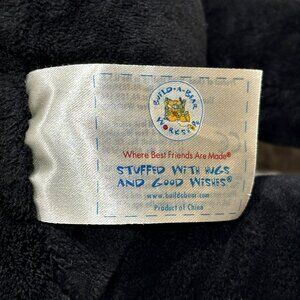 BUILD-A-BEAR
WORKSHOP
Where Best Friends Are Made®
STUFFED WITH HUGS
AND GOOD WISHES®
www.buildabear.com
Product of China